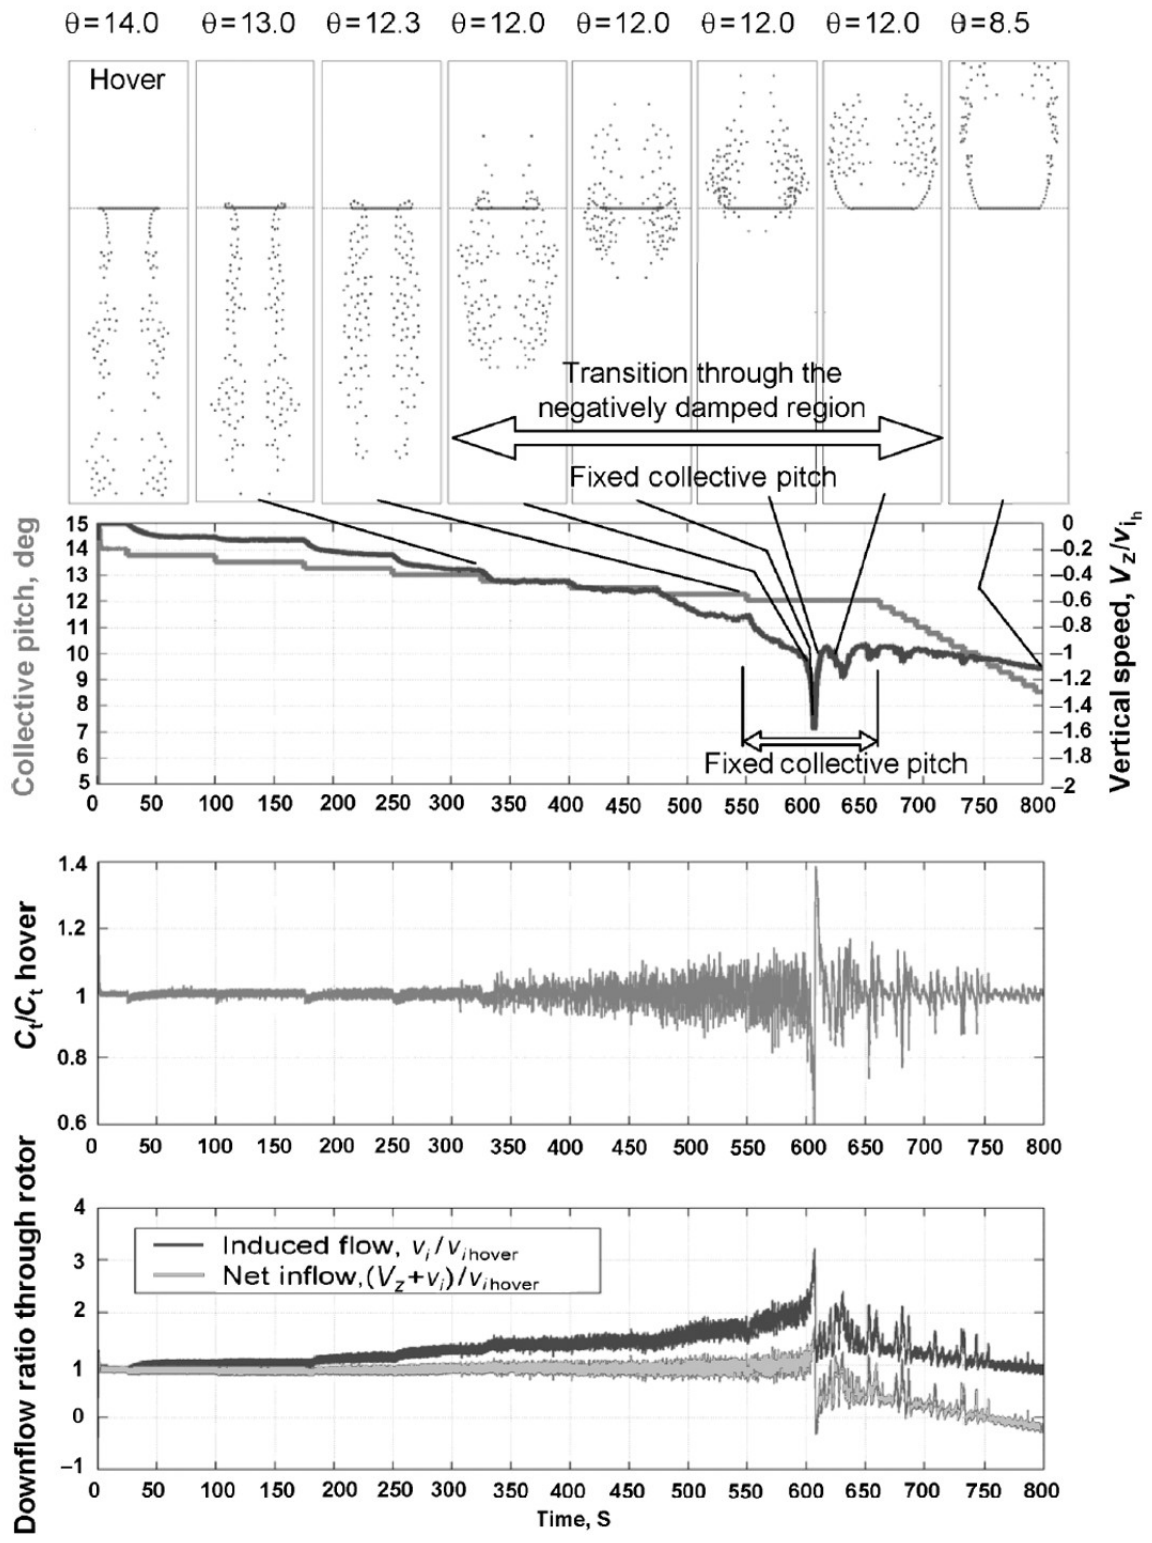 θ=14.0 θ=13.0 θ=12.3 θ=12.0 θ=12.0 θ=12.0 θ=12.0 θ=8.5
Hover
Transition through the
negatively damped region
Fixed collective pitch
Collective pitch, deg
15
14
13
12
11
10
9
8
7
6
5
0
−0.2
−0.4
−0.6
−0.8
−1
−1.2
−1.4
−1.6
−1.8
−2
Vertical speed, Vz/vih
Fixed collective pitch
0 50 100 150 200 250 300 350 400 450 500 550 600 650 700 750 800
Ct/Ct hover
1.4
1.2
1
0.8
0.6
0 50 100 150 200 250 300 350 400 450 500 550 600 650 700 750 800
Downflow ratio through rotor
4
3
2
1
0
−1
Induced flow, vi/vi hover
Net inflow,(Vz+vi)/vi hover
0 50 100 150 200 250 300 350 400 450 500 550 600 650 700 750 800
Time, S